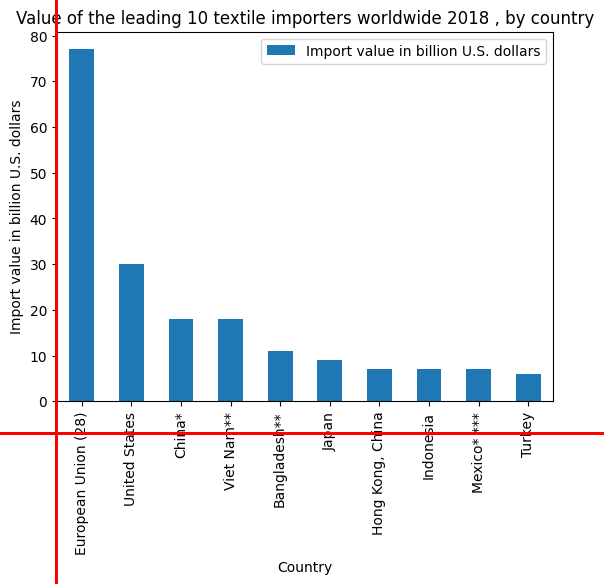 Value of the leading 10 textile importers worldwide 2018 , by country
Import value in billion U.S. dollars
Import value in billion U.S. dollars
80
70
60
50
40
30
20
10
0
European Union (28)
United States
China*
Viet Nam**
Bangladesh**
Japan
Hong Kong, China
Indonesia
Mexico* ***
Turkey
Country